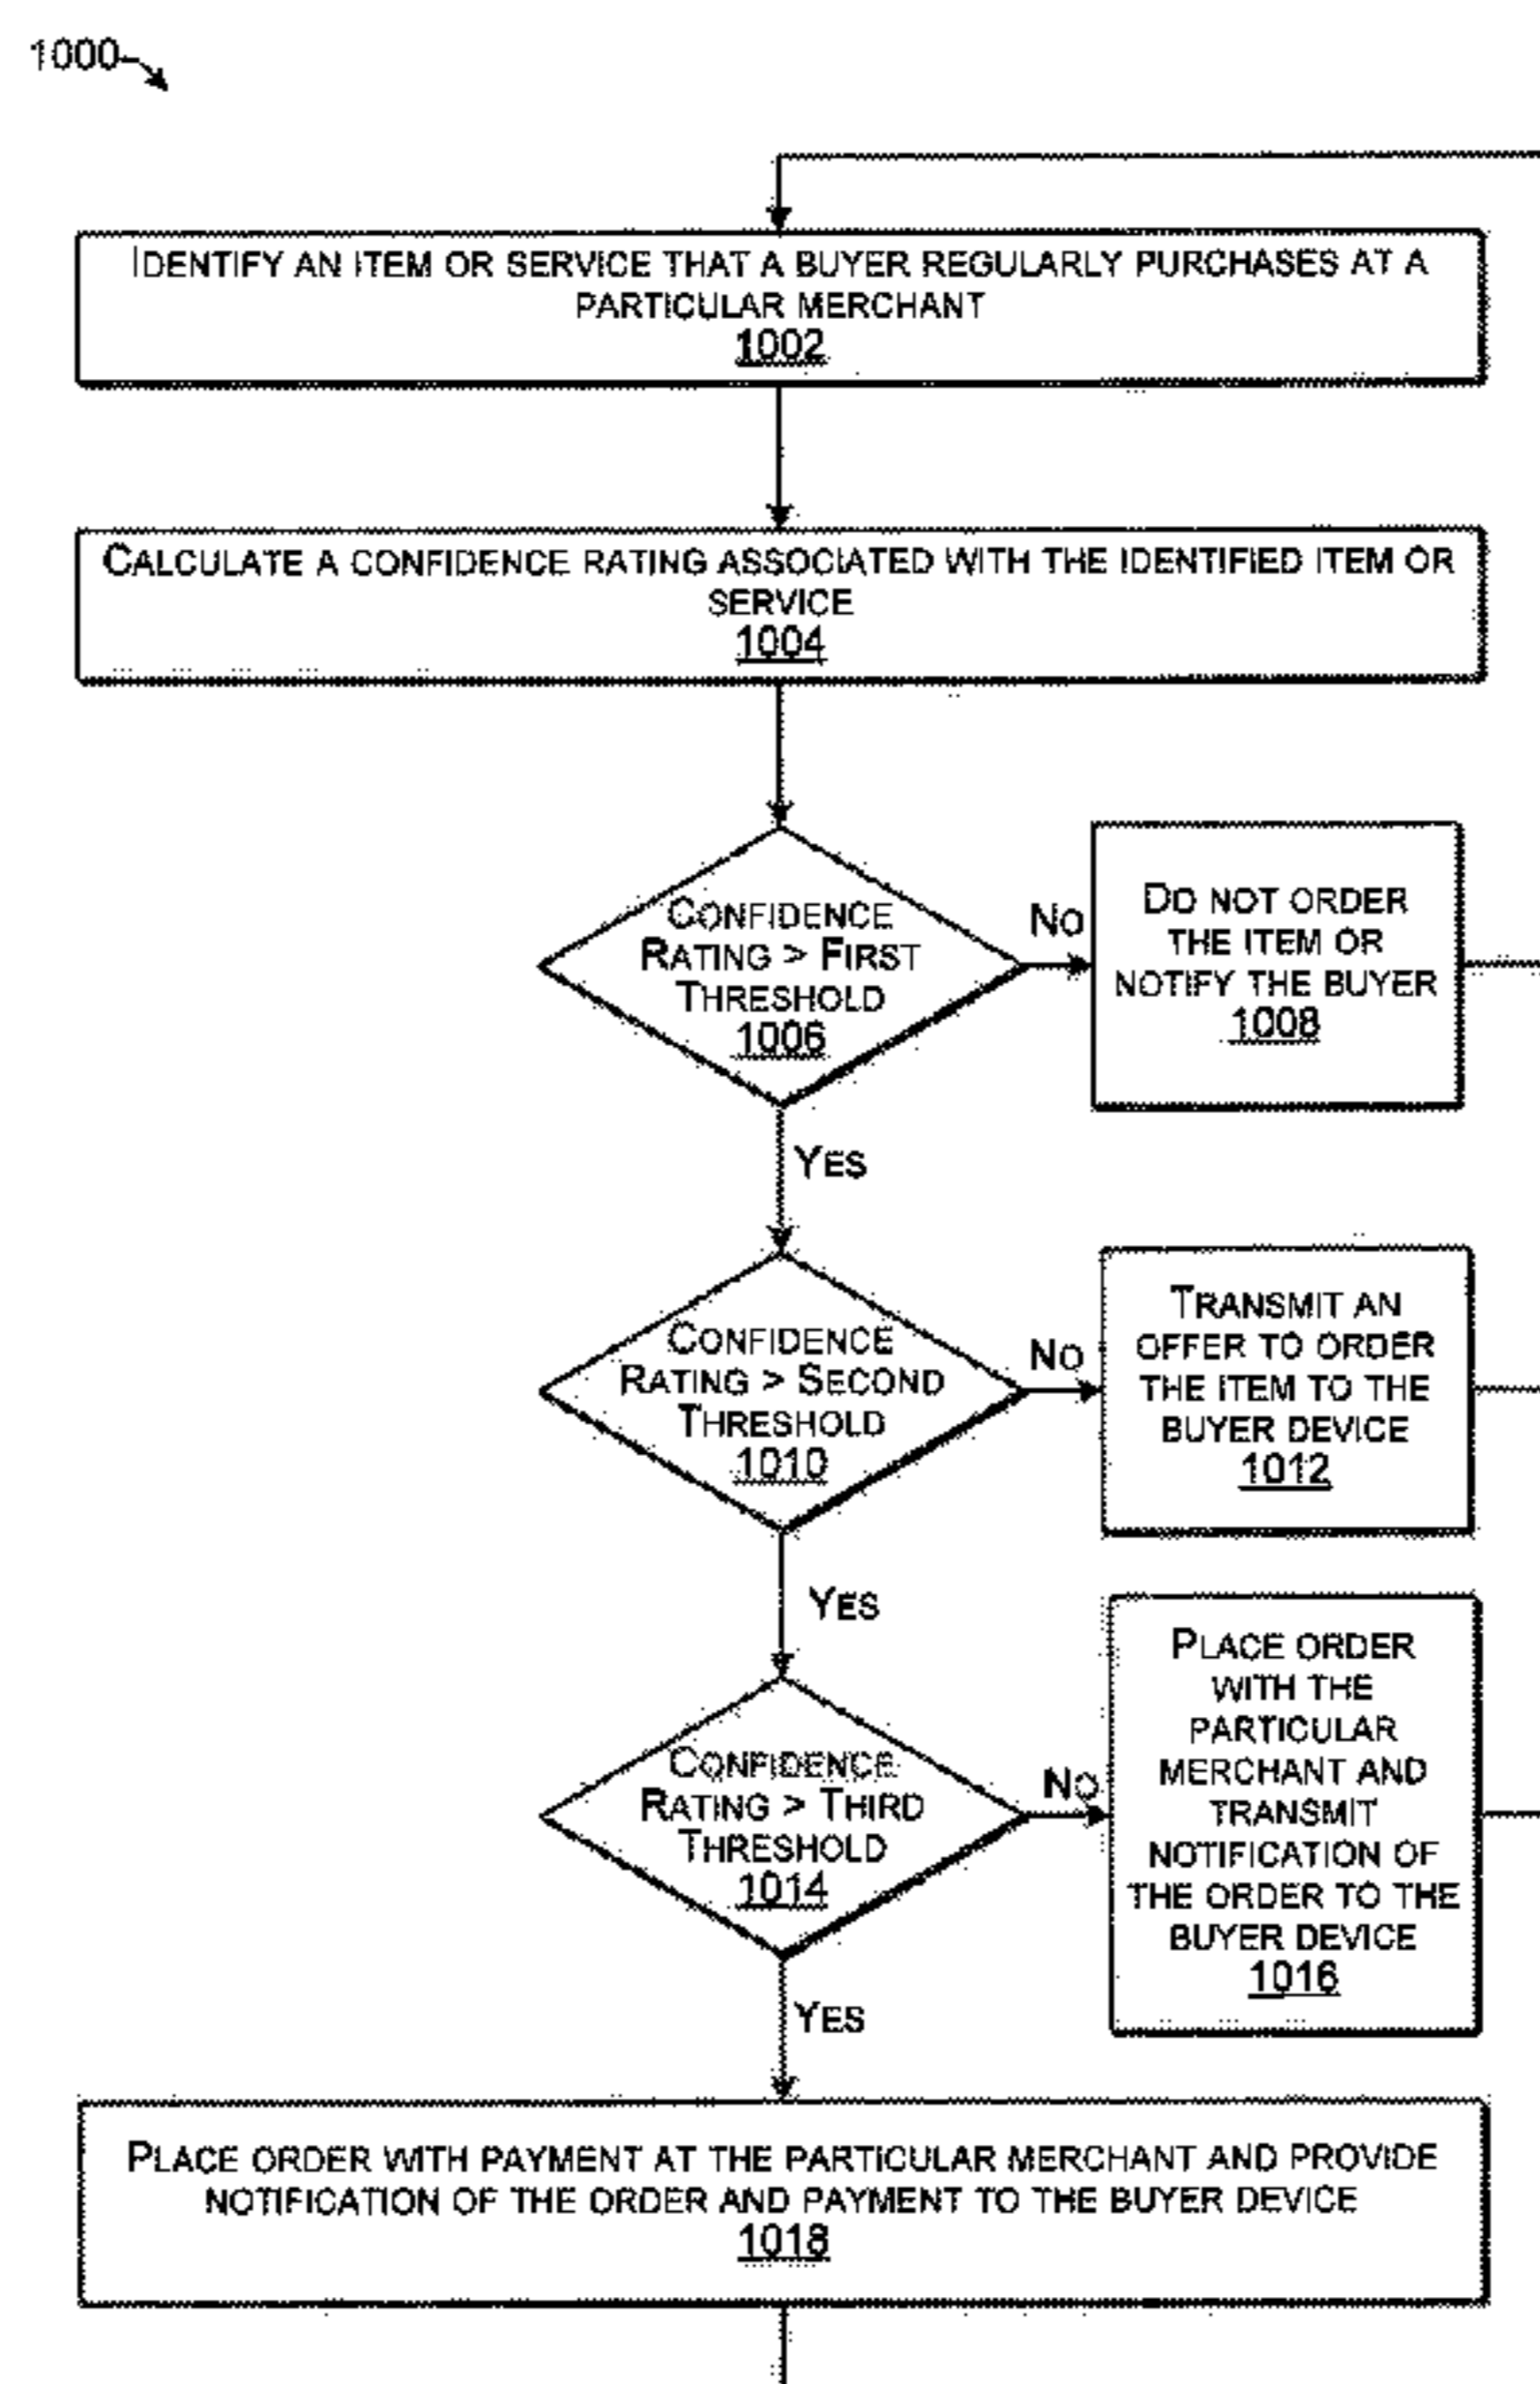 1000
IDENTIFY AN ITEM OR SERVICE THAT A BUYER REGULARLY PURCHASES AT A
PARTICULAR MERCHANT
1002
CALCULATE A CONFIDENCE RATING ASSOCIATED WITH THE IDENTIFIED ITEM OR
SERVICE
1004
CONFIDENCE
RATING > FIRST
THRESHOLD
1006
NO
DO NOT ORDER
THE ITEM OR
NOTIFY THE BUYER
1008
YES
CONFIDENCE
RATING > SECOND
THRESHOLD
1010
NO
TRANSMIT AN
OFFER TO ORDER
THE ITEM TO THE
BUYER DEVICE
1012
YES
CONFIDENCE
RATING > THIRD
THRESHOLD
1014
NO
PLACE ORDER
WITH THE
PARTICULAR
MERCHANT AND
TRANSMIT
NOTIFICATION OF
THE ORDER TO THE
BUYER DEVICE
1016
YES
PLACE ORDER WITH PAYMENT AT THE PARTICULAR MERCHANT AND PROVIDE
NOTIFICATION OF THE ORDER AND PAYMENT TO THE BUYER DEVICE
1018